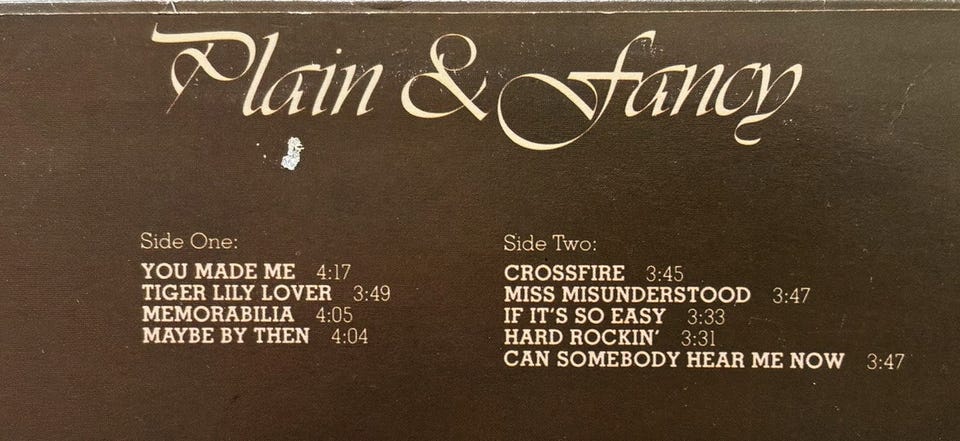 Plain & Fancy
Side One:
YOU MADE ME 4:17
TIGER LILY LOVER 3:49
MEMORABILIA 4:05
MAYBE BY THEN 4:04
Side Two:
CROSSFIRE 3:45
MISS MISUNDERSTOOD 3:47
IF IT'S SO EASY 3:33
HARD ROCKIN' 3:31
CAN SOMEBODY HEAR ME NOW 3:47